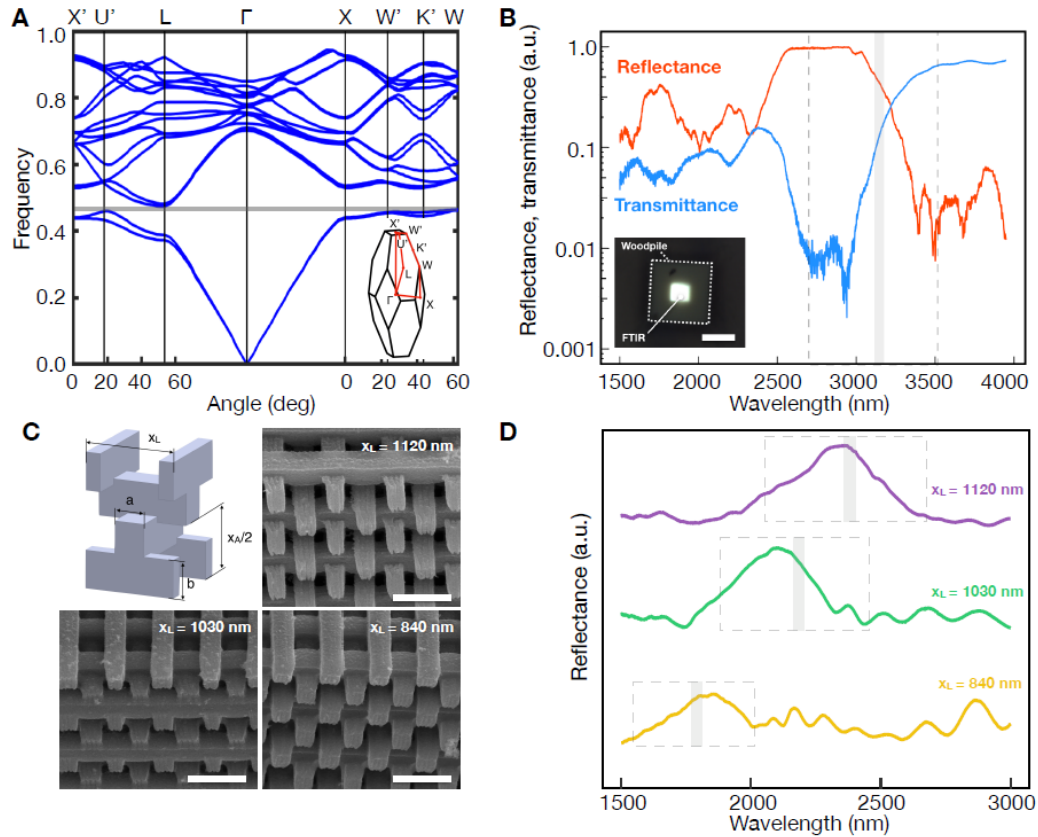 A
X' U' L Γ X W' K' W
1.0
0.8
0.6
0.4
0.2
0.0
Frequency
0 20 40 60 0 20 40 60
Angle (deg)
X'
W'
U'
K'
W
L
Γ
X
B
1.0
0.1
0.01
0.001
Reflectance, transmittance (a.u.)
Reflectance
Transmittance
Woodpile
FTIR
1500 2000 2500 3000 3500 4000
Wavelength (nm)
C
xL
a
xA/2
b
xL = 1120 nm
xL = 1030 nm
xL = 840 nm
D
Reflectance (a.u.)
xL = 1120 nm
xL = 1030 nm
xL = 840 nm
1500 2000 2500 3000
Wavelength (nm)